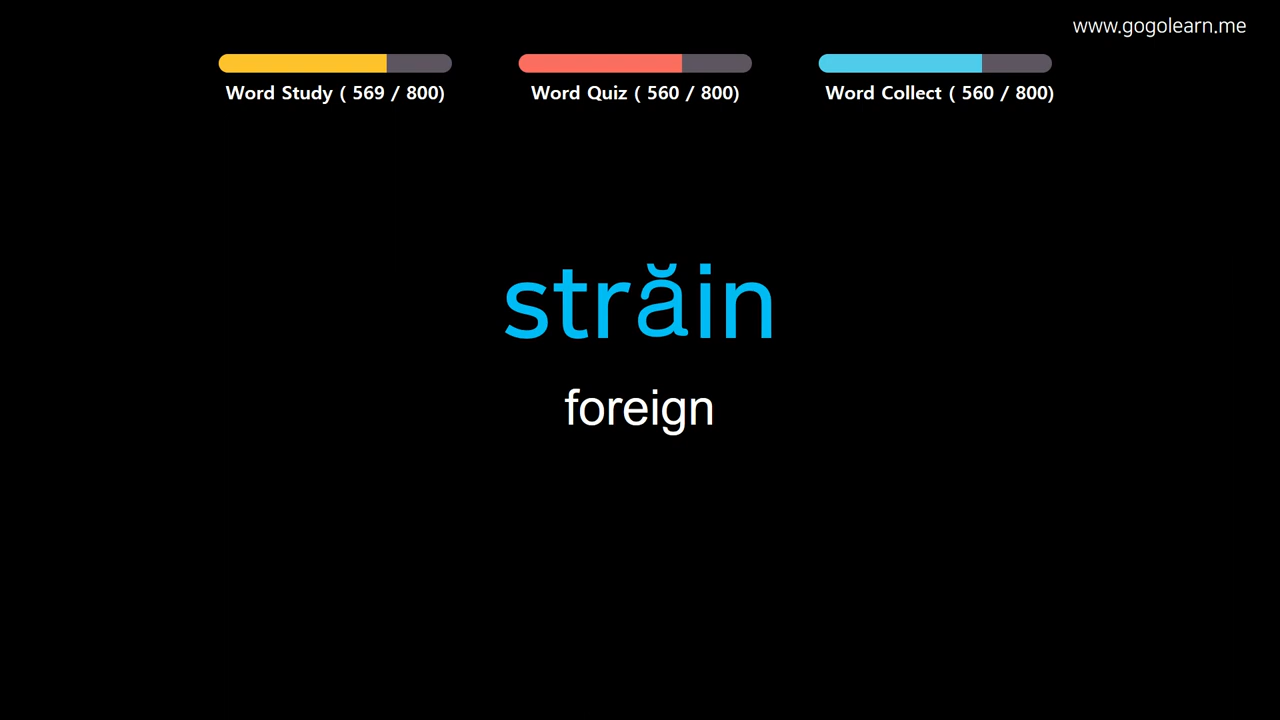 www.gogolearn.me
Word Study ( 569 / 800)
Word Quiz ( 560 / 800)
Word Collect ( 560 / 800)
străin
foreign